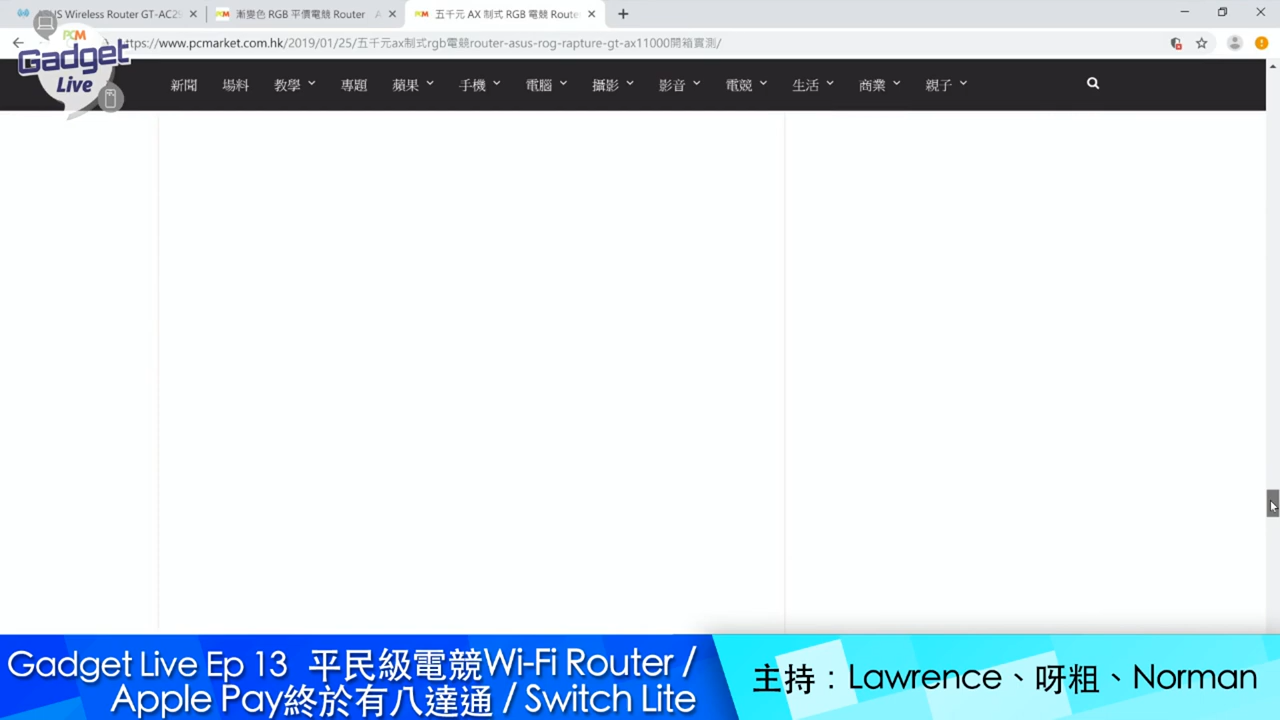 US Wireless Router GT-AC2
漸變色 RGB 平價電競 Router
五千元 AX 制式 RGB 電競 Route
https://www.pcmarket.com.hk/2019/01/25/五千元ax制式rgb電競router-asus-rog-rapture-gt-ax11000開箱實測/
PCM
Gadget
Live
新聞 場料 教學 專題 蘋果 手機 電腦 攝影 影音 電競 生活 商業 親子
Gadget Live Ep 13 平民級電競Wi-Fi Router /
Apple Pay終於有八達通 / Switch Lite
主持：Lawrence、呀粗、Norman